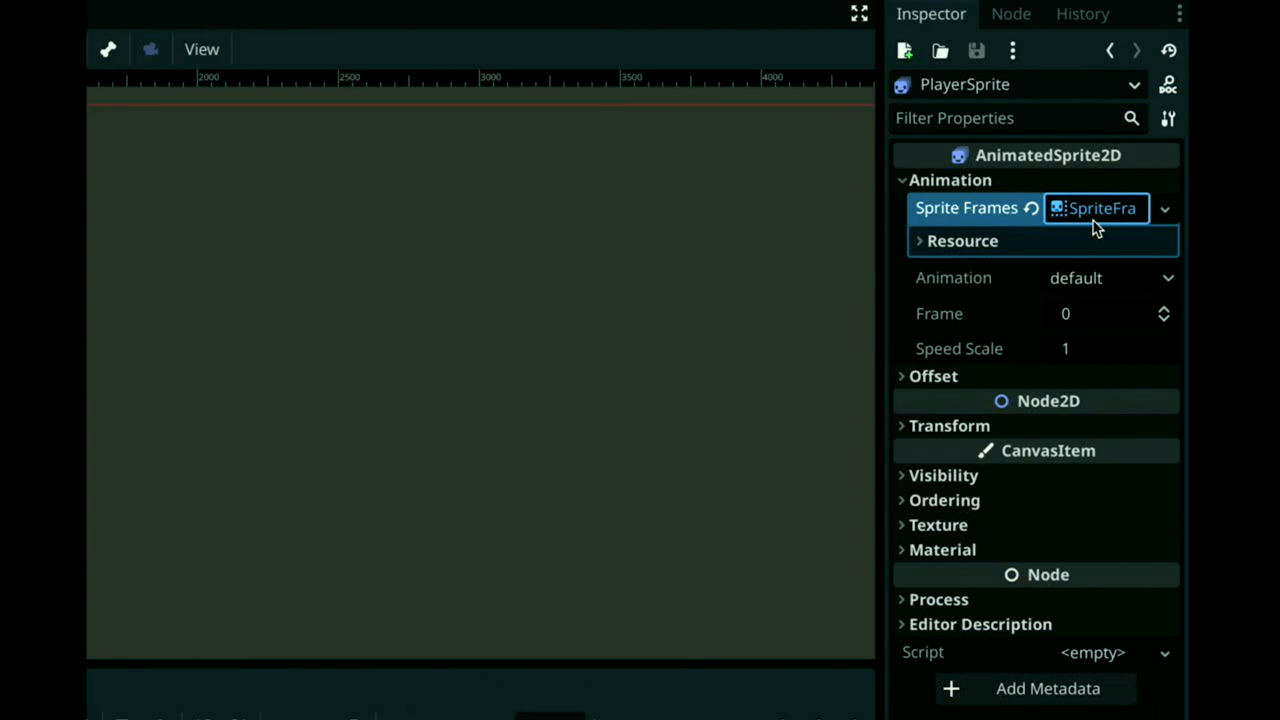 Inspector Node History
View
2000 2500 3000 3500 4000
PlayerSprite
DOC
Filter Properties
AnimatedSprite2D
Animation
Sprite Frames SpriteFra
Resource
Animation default
Frame 0
Speed Scale 1
Offset
Node2D
Transform
CanvasItem
Visibility
Ordering
Texture
Material
Node
Process
Editor Description
Script <empty>
+ Add Metadata